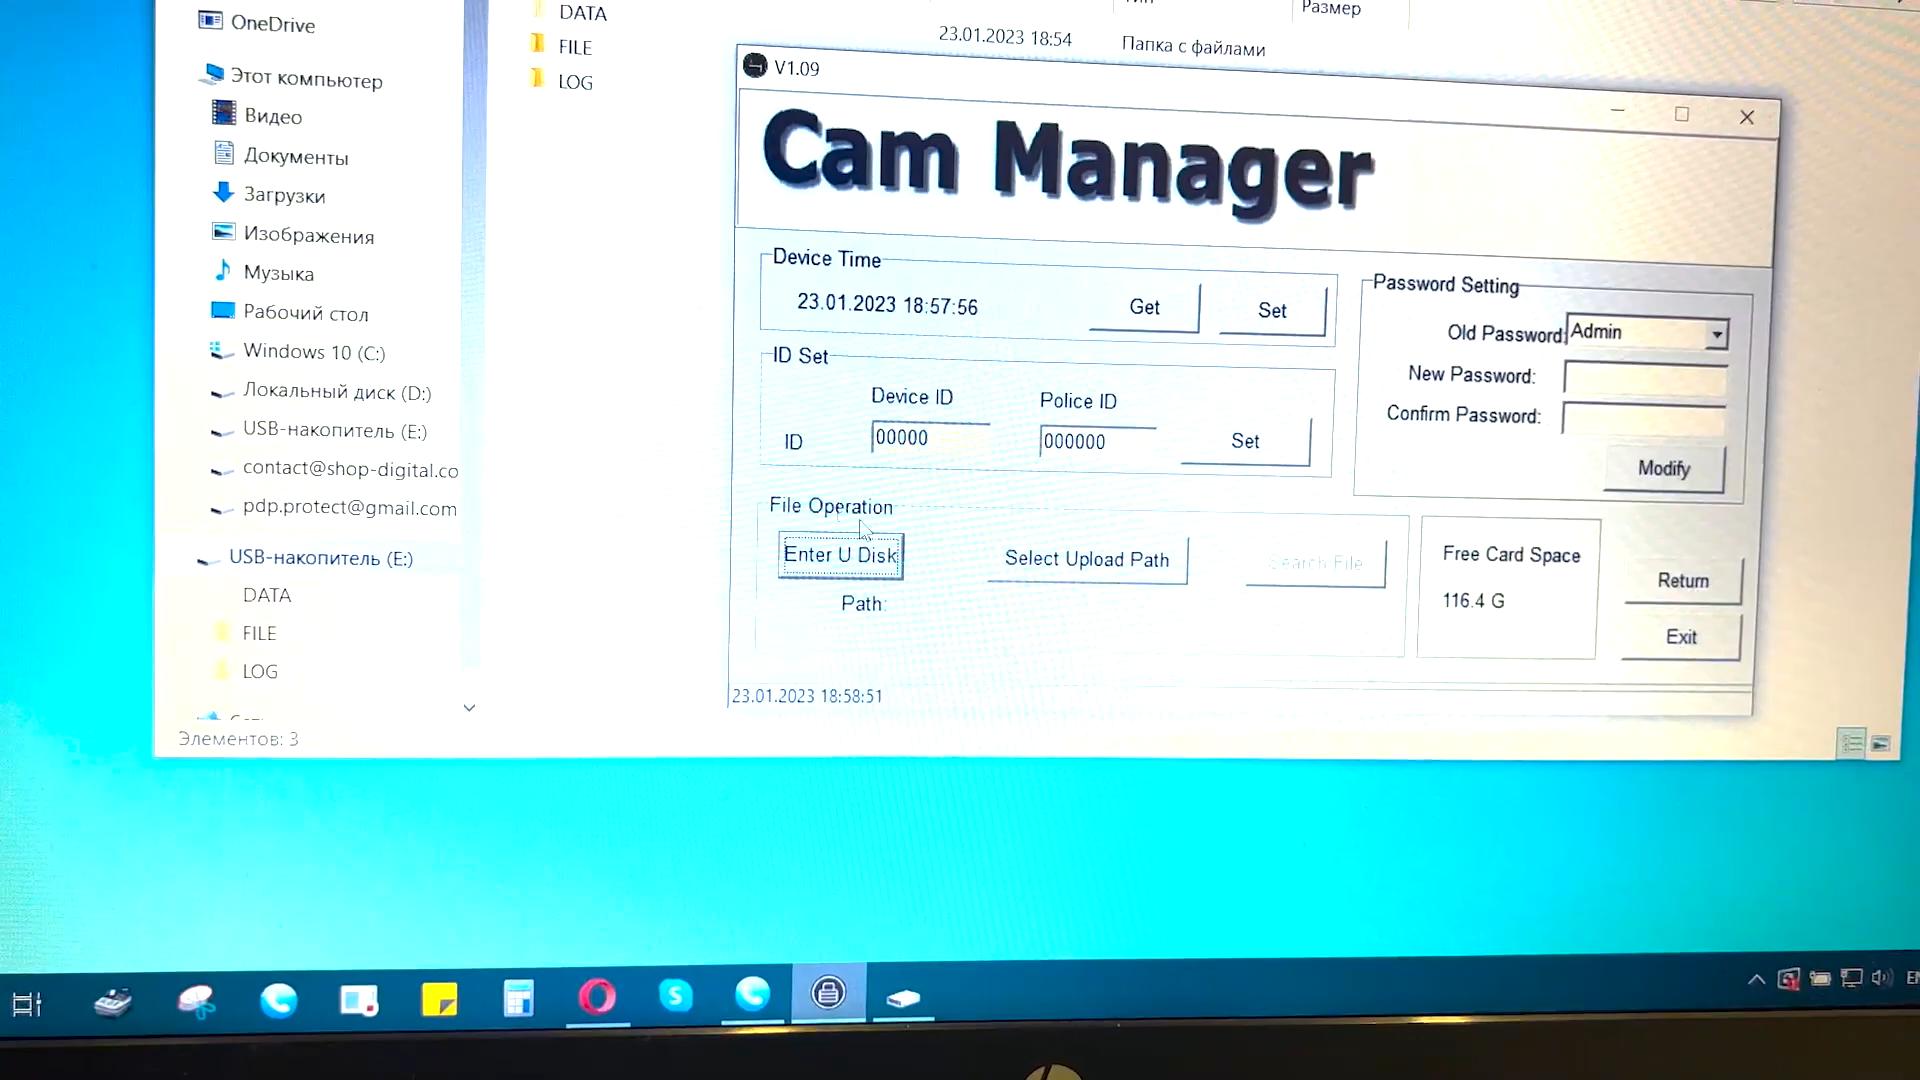 OneDrive
Этот компьютер
Видео
Документы
Загрузки
Изображения
Музыка
Рабочий стол
Windows 10 (C:)
Локальный диск (D:)
USB-накопитель (E:)
contact@shop-digital.co
pdp.protect@gmail.com
USB-накопитель (E:)
DATA
FILE
LOG
Элементов: 3
DATA
FILE
LOG
Размер
23.01.2023 18:54
Папка с файлами
V1.09
Cam Manager
Device Time
23.01.2023 18:57:56
Get
Set
ID Set
Device ID
Police ID
ID
00000
000000
Set
Password Setting
Old Password:
Admin
New Password:
Confirm Password:
Modify
File Operation
Enter U Disk
Select Upload Path
Search File
Path:
Free Card Space
116.4 G
Return
Exit
23.01.2023 18:58:51